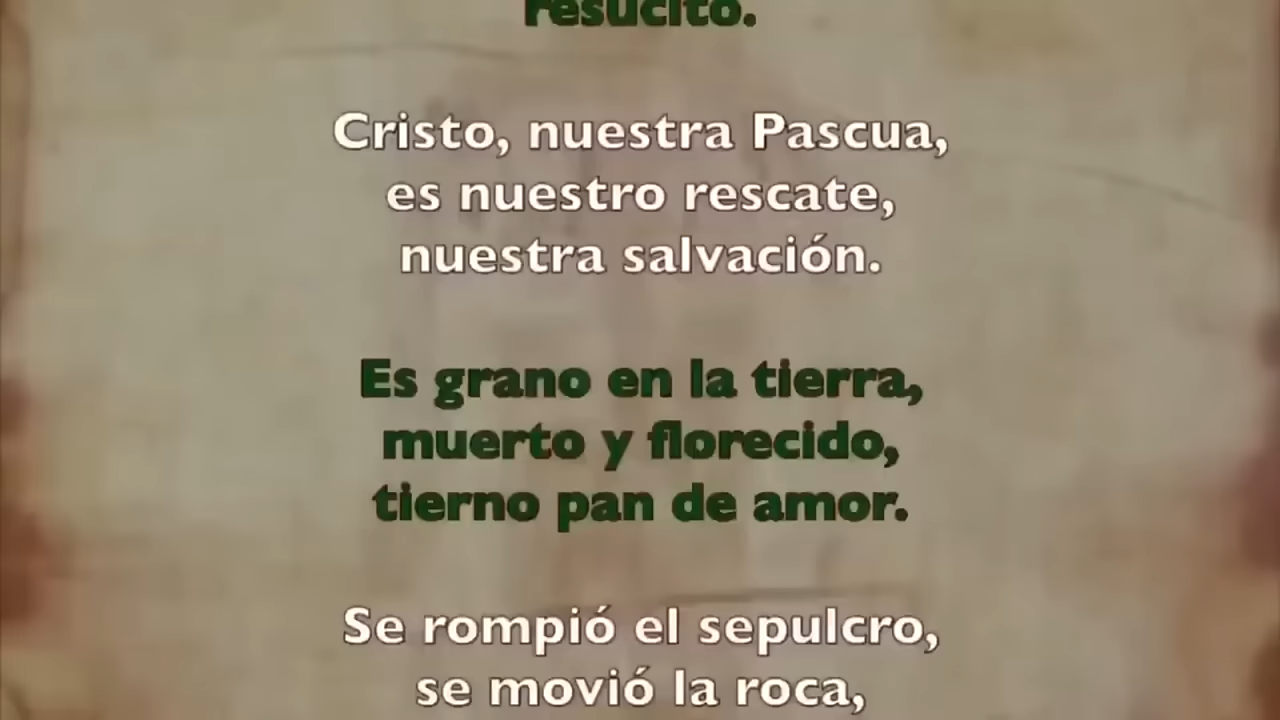 resucitó.
Cristo, nuestra Pascua,
es nuestro rescate,
nuestra salvación.
Es grano en la tierra,
muerto y florecido,
tierno pan de amor.
Se rompió el sepulcro,
se movió la roca,